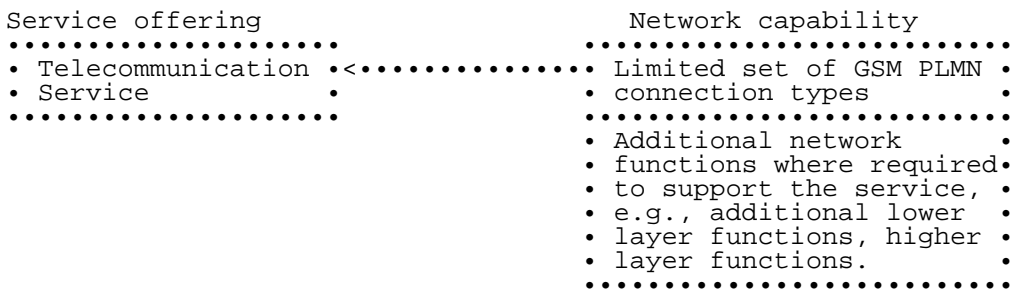 Service offering
Network capability
Telecommunication
Service
Limited set of GSM PLMN
connection types
Additional network
functions where required
to support the service,
e.g., additional lower
layer functions, higher
layer functions.